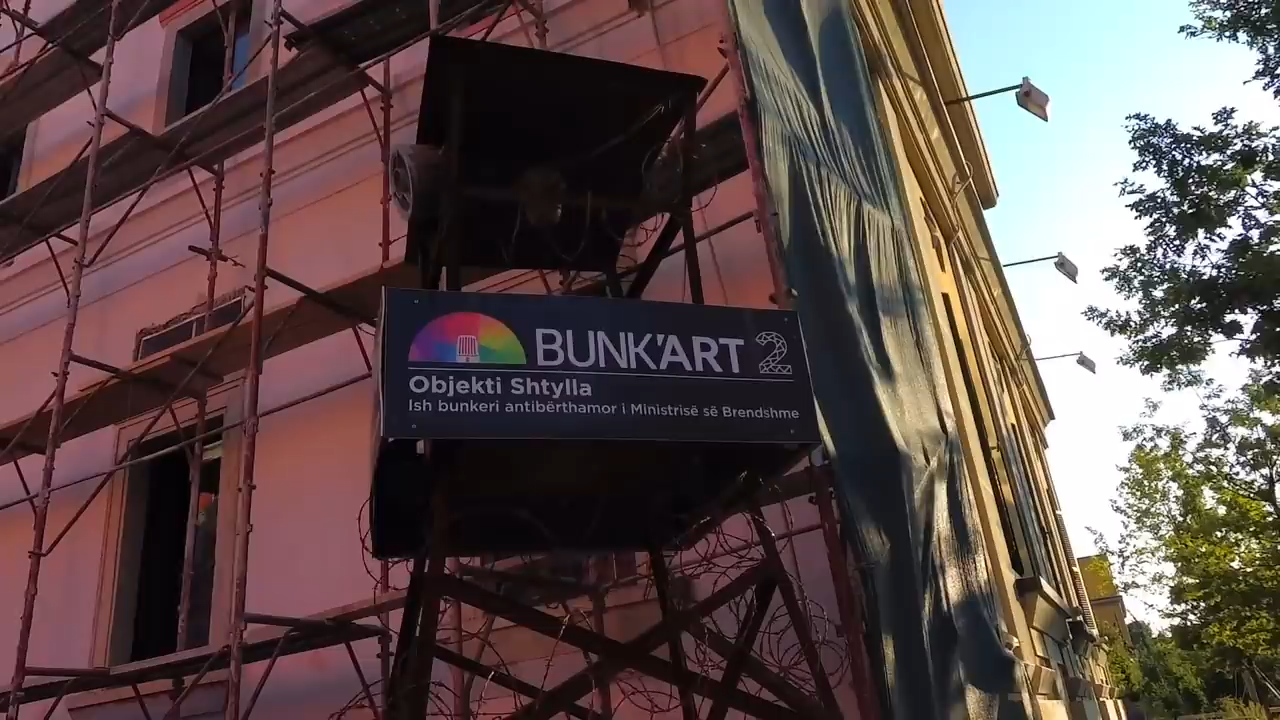 BUNK'ART 2
Objekti Shtylla
Ish bunkeri antibërthamor i Ministrisë së Brendshme